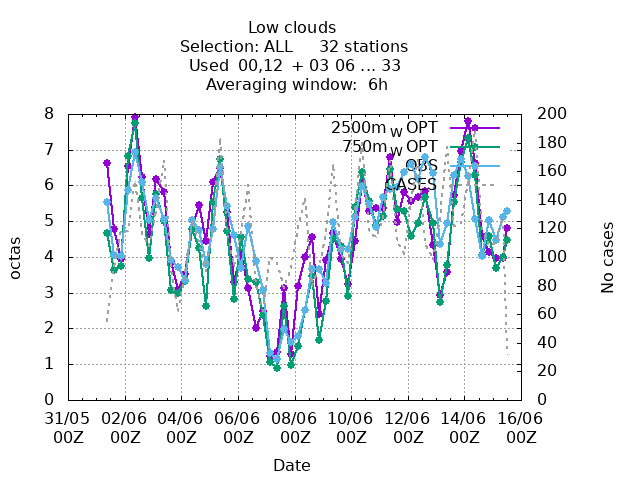 Low clouds
Selection: ALL 32 stations
Used 00,12 + 03 06 ... 33
Averaging window: 6h
8 200
2500m w OPT
7 180
750m w OPT
OBS
6 160
CASES
140
5
120
4 100
3 80
60
2
40
1
20
0 0
octas
No cases
31/05 02/06 04/06 06/06 08/06 10/06 12/06 14/06 16/06
00Z 00Z 00Z 00Z 00Z 00Z 00Z 00Z 00Z
Date